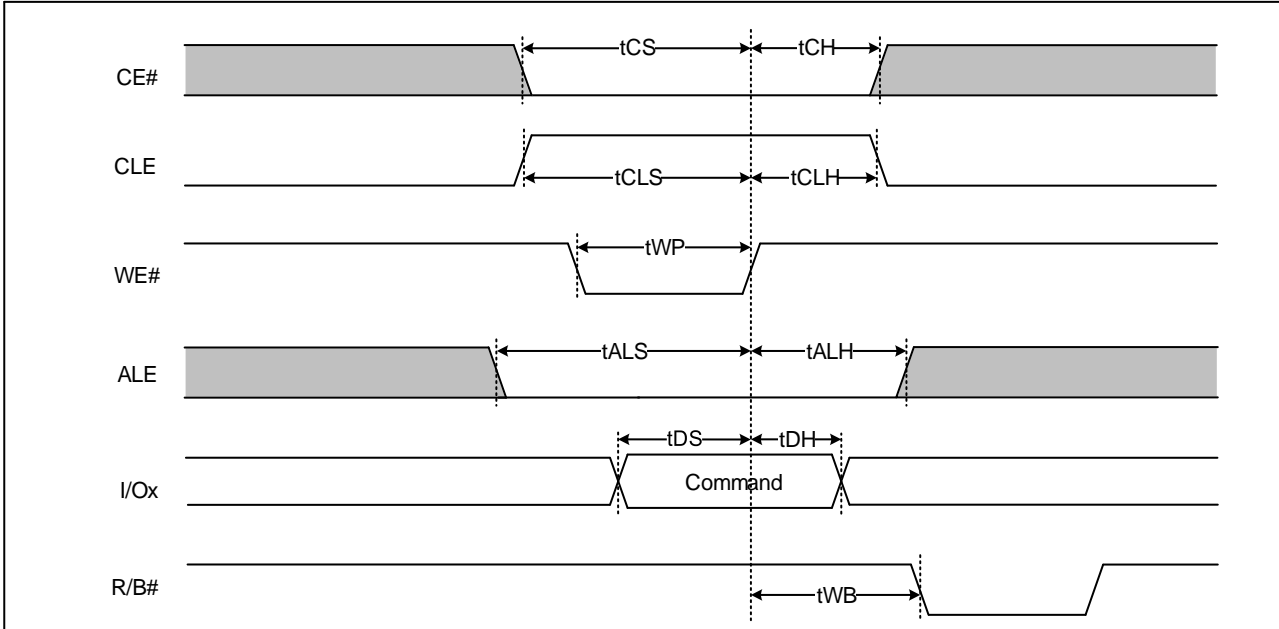 CE#
tCS
tCH
CLE
tCLS
tCLH
WE#
tWP
ALE
tALS
tALH
I/Ox
tDS
tDH
Command
R/B#
tWB